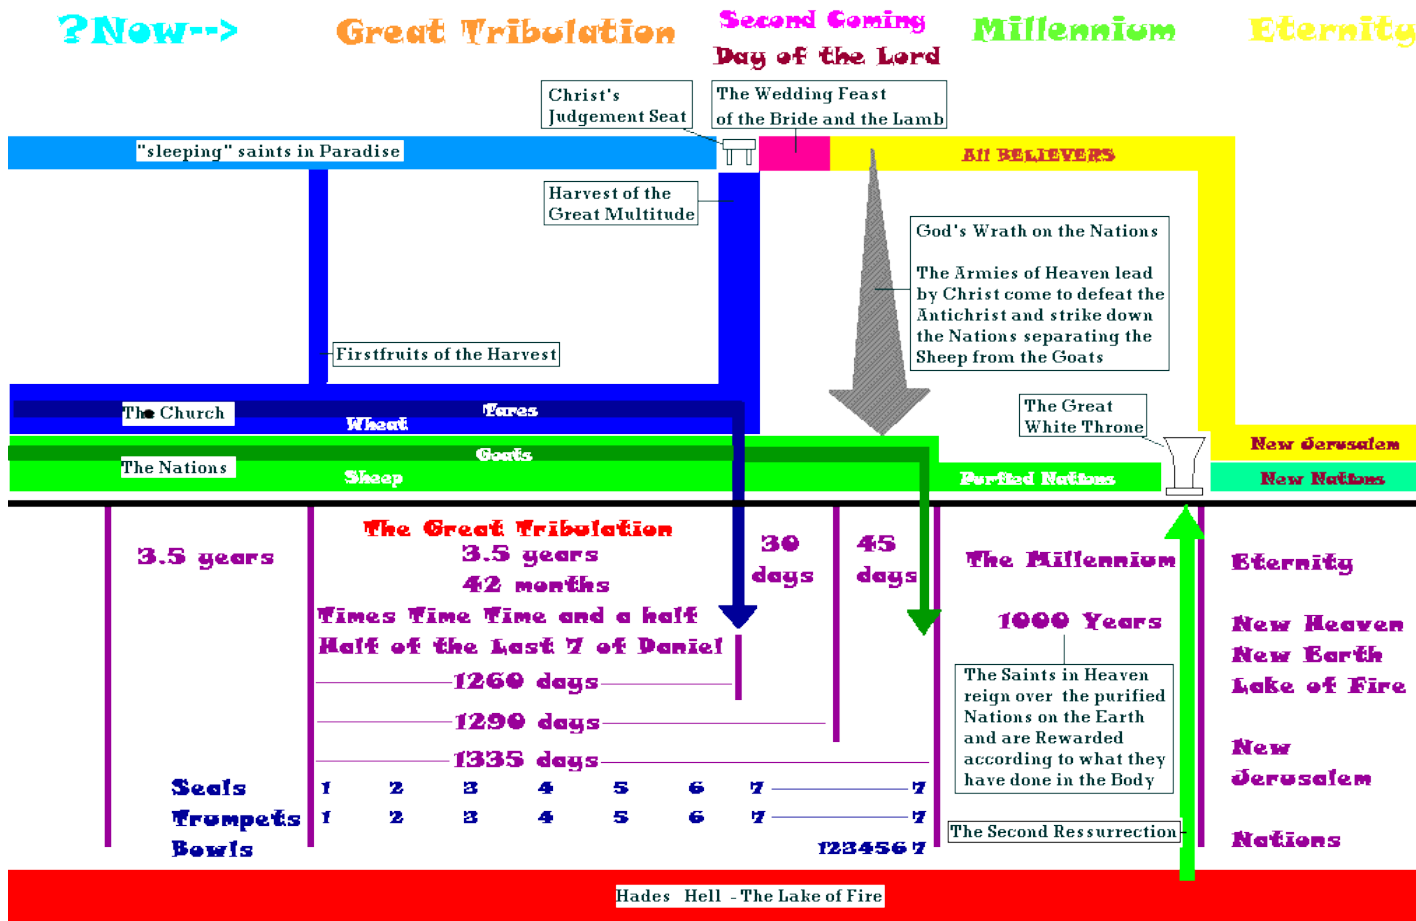 ?Now-->
Great Tribulation
Second Coming
Day of the Lord
Millennium
Eternity
Christ's
Judgement Seat
The Wedding Feast
of the Bride and the Lamb
"sleeping" saints in Paradise
All BELIEVERS
Harvest of the
Great Multitude
God's Wrath on the Nations
The Armies of Heaven lead
by Christ come to defeat the
Antichrist and strike down
the Nations separating the
Sheep from the Goats
Firstfruits of the Harvest
The Church
Tares
Wheat
The Great
White Throne
The Nations
Goats
Sheep
Purified Nations
New Jerusalem
New Nations
3.5 years
The Great Tribulation
3.5 years
42 months
Times Time Time and a half
Half of the Last 7 of Daniel
1260 days
1290 days
1335 days
30
days
45
days
The Millennium
1000 Years
The Saints in Heaven
reign over the purified
Nations on the Earth
and are Rewarded
according to what they
have done in the Body
Eternity
New Heaven
New Earth
Lake of Fire
New
Jerusalem
Nations
Seals 1 2 3 4 5 6 7 7
Trumpets 1 2 3 4 5 6 7 7
Bowls 1234567
The Second Ressurrection
Hades Hell - The Lake of Fire